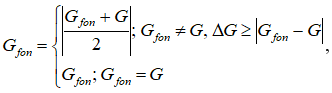 G_fon = { |G_fon + G| / 2 ; G_fon ≠ G, ΔG ≥ |G_fon − G|
G_fon ; G_fon = G ,